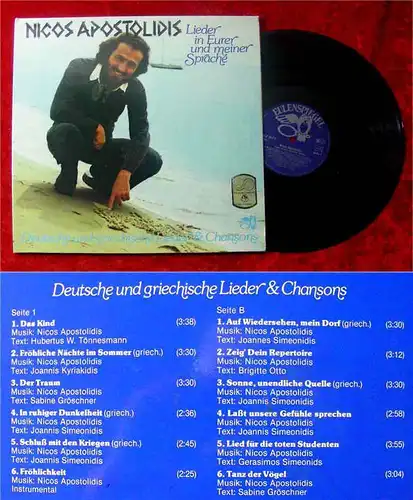 NICOS APOSTOLIDIS
Lieder
in Eurer
und meiner
Sprache
& Chansons
Deutsche und griechische Lieder & Chansons
Seite 1
1. Das Kind (3:38)
Musik: Nicos Apostolidis
Text: Hubertus W. Tönnesmann
2. Fröhliche Nächte im Sommer (griech.) (3:30)
Musik: Nicos Apostolidis
Text: Joannis Kyriakidis
3. Der Traum (3:30)
Musik: Nicos Apostolidis
Text: Sabine Gröschner
4. In ruhiger Dunkelheit (griech.) (2:36)
Musik: Nicos Apostolidis
Text: Joannis Simeonidis
5. Schluß mit den Kriegen (griech.) (2:45)
Musik: Nicos Apostolidis
Text: Joannis Simeonidis
6. Fröhlichkeit (2:25)
Musik: Nicos Apostolidis
Instrumental
Seite B
1. Auf Wiedersehen, mein Dorf (griech.) (3:30)
Musik: Nicos Apostolidis
Text: Joannes Simeonidis
2. Zeig' Dein Repertoire (3:12)
Musik: Nicos Apostolidis
Text: Brigitte Otto
3. Sonne, unendliche Quelle (griech.) (3:30)
Musik: Nicos Apostolidis
Text: Joannis Simeonidis
4. Laßt unsere Gefühle sprechen (2:58)
Musik: Nicos Apostolidis
Text: Joannis Simeonidis
5. Lied für die toten Studenten (3:55)
Musik: Nicos Apostolidis
Text: Gerasimos Simeonids
6. Tanz der Vögel (3:04)
Musik: Nicos Apostolidis
Text: Sabine Gröschner